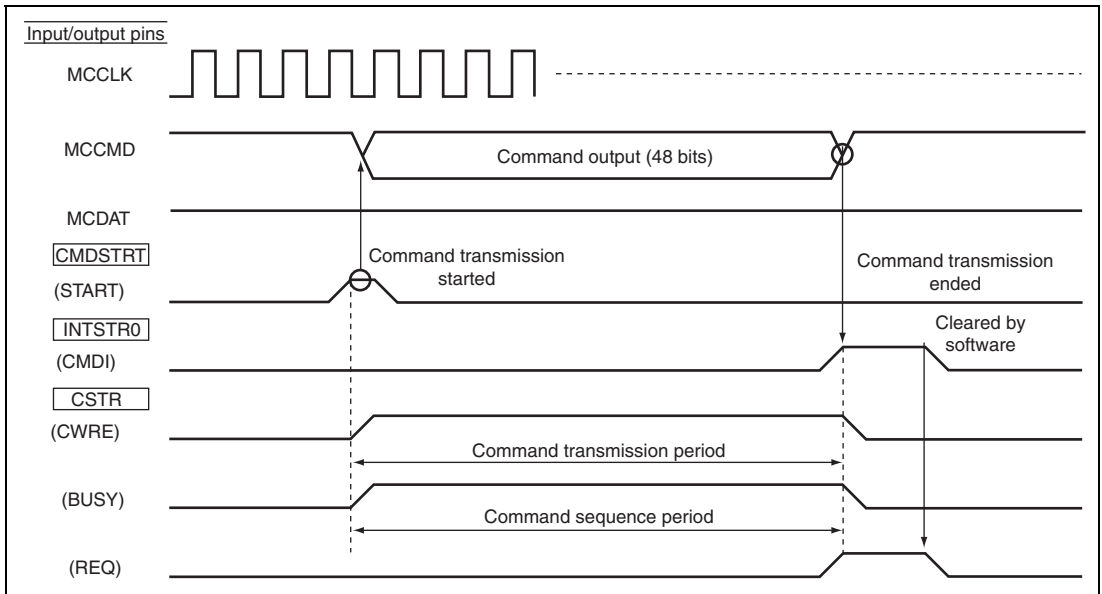 Input/output pins
MCCLK
MCCMD
Command output (48 bits)
MCDAT
CMDSTRT
(START)
Command transmission
started
Command transmission
ended
INTSTR0
(CMDI)
Cleared by
software
CSTR
(CWRE)
Command transmission period
(BUSY)
Command sequence period
(REQ)